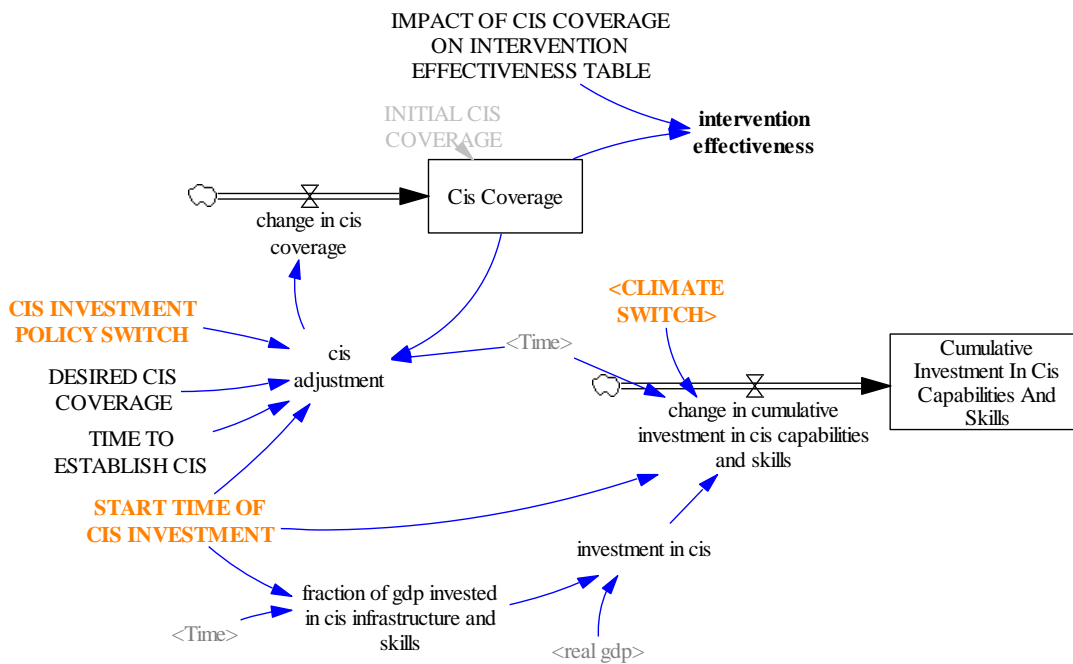 IMPACT OF CIS COVERAGE
ON INTERVENTION
EFFECTIVENESS TABLE
INITIAL CIS
COVERAGE
intervention
effectiveness
Cis Coverage
change in cis
coverage
CIS INVESTMENT
POLICY SWITCH
<CLIMATE
SWITCH>
<Time>
cis
adjustment
DESIRED CIS
COVERAGE
TIME TO
ESTABLISH CIS
Cumulative
Investment In Cis
Capabilities And
Skills
change in cumulative
investment in cis capabilities
and skills
START TIME OF
CIS INVESTMENT
investment in cis
fraction of gdp invested
in cis infrastructure and
skills
<Time>
<real gdp>